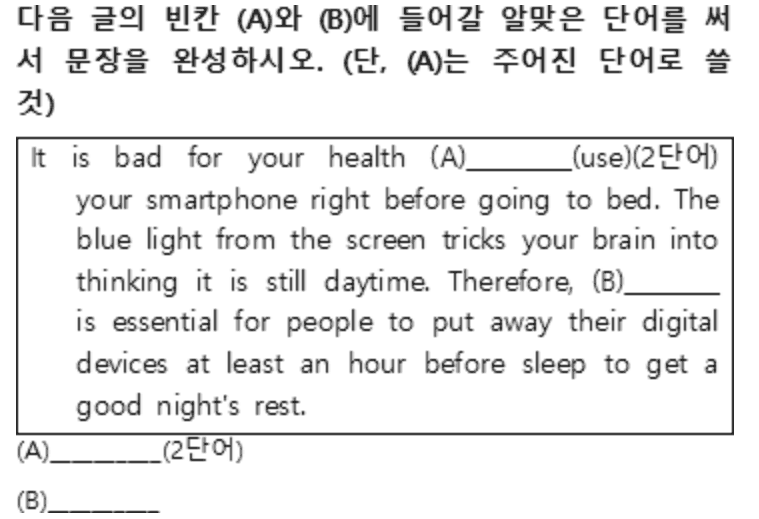 다음 글의 빈칸 (A)와 (B)에 들어갈 알맞은 단어를 써
서 문장을 완성하시오. (단, (A)는 주어진 단어로 쓸
것)
It is bad for your health (A)________(use)(2단어)
your smartphone right before going to bed. The
blue light from the screen tricks your brain into
thinking it is still daytime. Therefore, (B)_______
is essential for people to put away their digital
devices at least an hour before sleep to get a
good night's rest.
(A)__________(2단어)
(B)__________